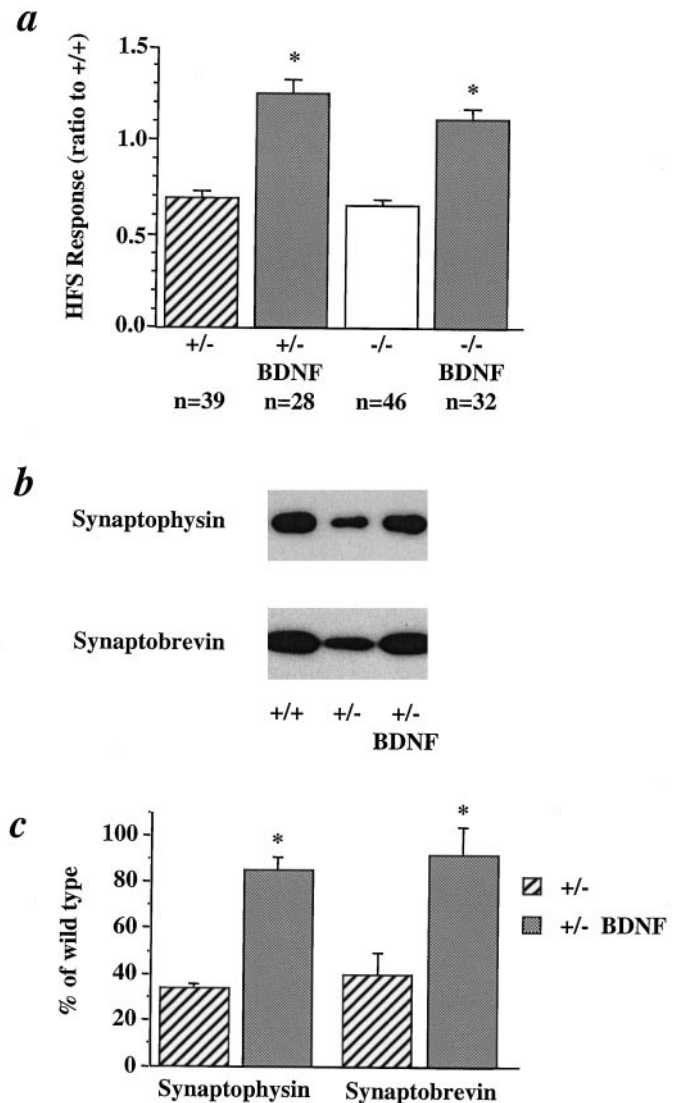 a
HFS Response (ratio to +/+)
1.5
1.0
0.5
0.0
*
*
+/- +/- -/- -/-
BDNF BDNF
n=39 n=28 n=46 n=32
b
Synaptophysin
Synaptobrevin
+/+ +/- +/-
BDNF
c
% of wild type
100
80
60
40
20
0
*
*
+/-
+/- BDNF
Synaptophysin Synaptobrevin